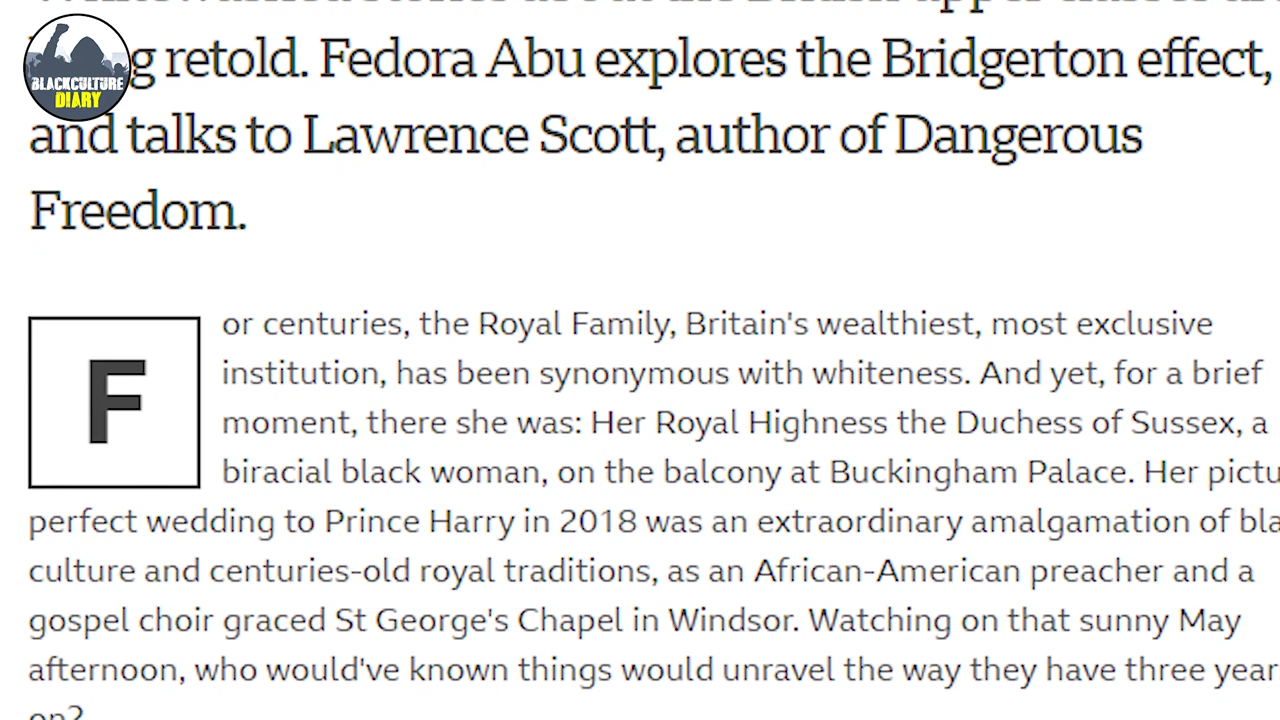 g retold. Fedora Abu explores the Bridgerton effect,
and talks to Lawrence Scott, author of Dangerous
Freedom.
BLACKCULTURE
DIARY
F
or centuries, the Royal Family, Britain's wealthiest, most exclusive
institution, has been synonymous with whiteness. And yet, for a brief
moment, there she was: Her Royal Highness the Duchess of Sussex, a
biracial black woman, on the balcony at Buckingham Palace. Her pictu
perfect wedding to Prince Harry in 2018 was an extraordinary amalgamation of bla
culture and centuries-old royal traditions, as an African-American preacher and a
gospel choir graced St George's Chapel in Windsor. Watching on that sunny May
afternoon, who would've known things would unravel the way they have three year
on?